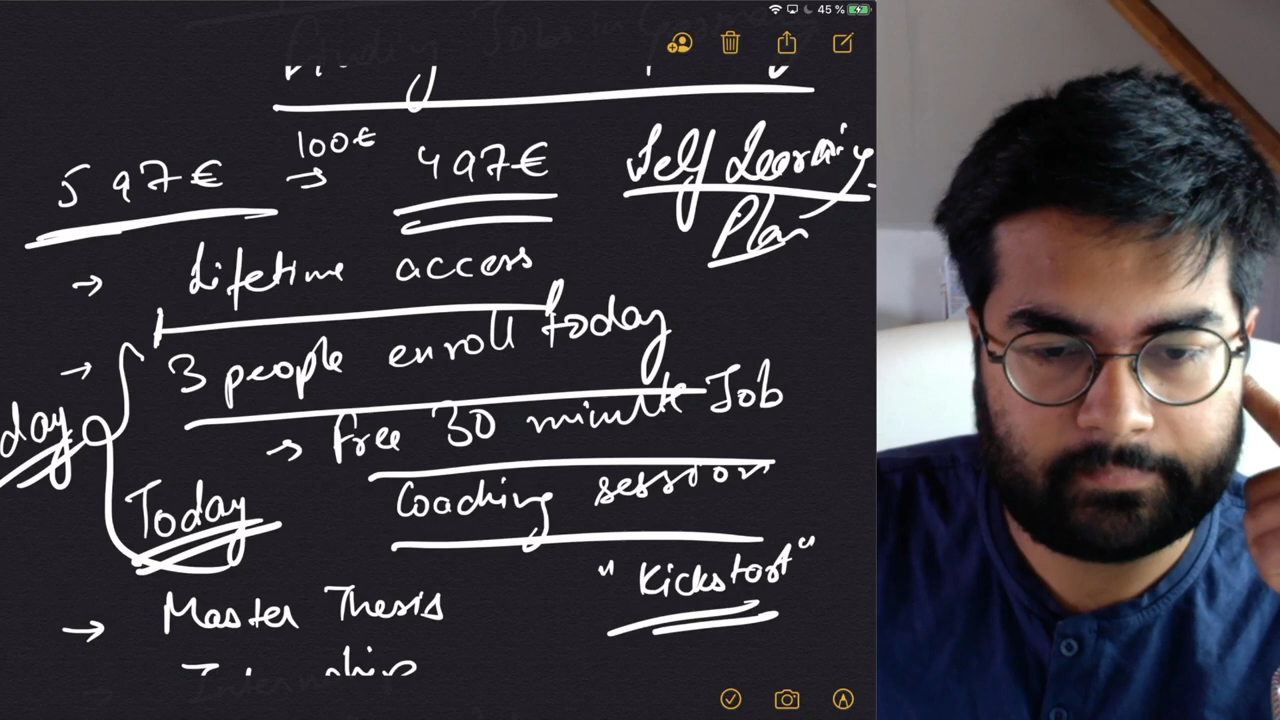 45 %
100€
597€ → 497€ Self Learning Plan
→ Lifetime access
→ 3 people enroll today
→ free 30 minute Job
Coaching session
Today
"Kickstart"
→ Master Thesis